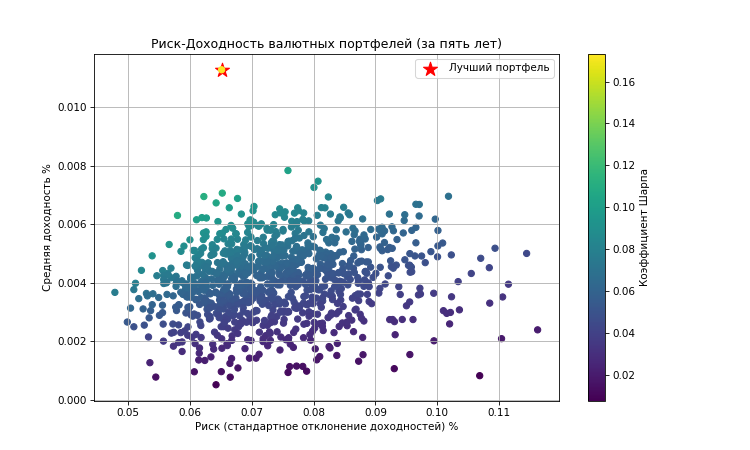 Риск-Доходность валютных портфелей (за пять лет)
Лучший портфель
Средняя доходность %
0.010
0.008
0.006
0.004
0.002
0.000
0.05 0.06 0.07 0.08 0.09 0.10 0.11
Риск (стандартное отклонение доходностей) %
0.16
0.14
0.12
0.10
0.08
0.06
0.04
0.02
Коэффициент Шарпа